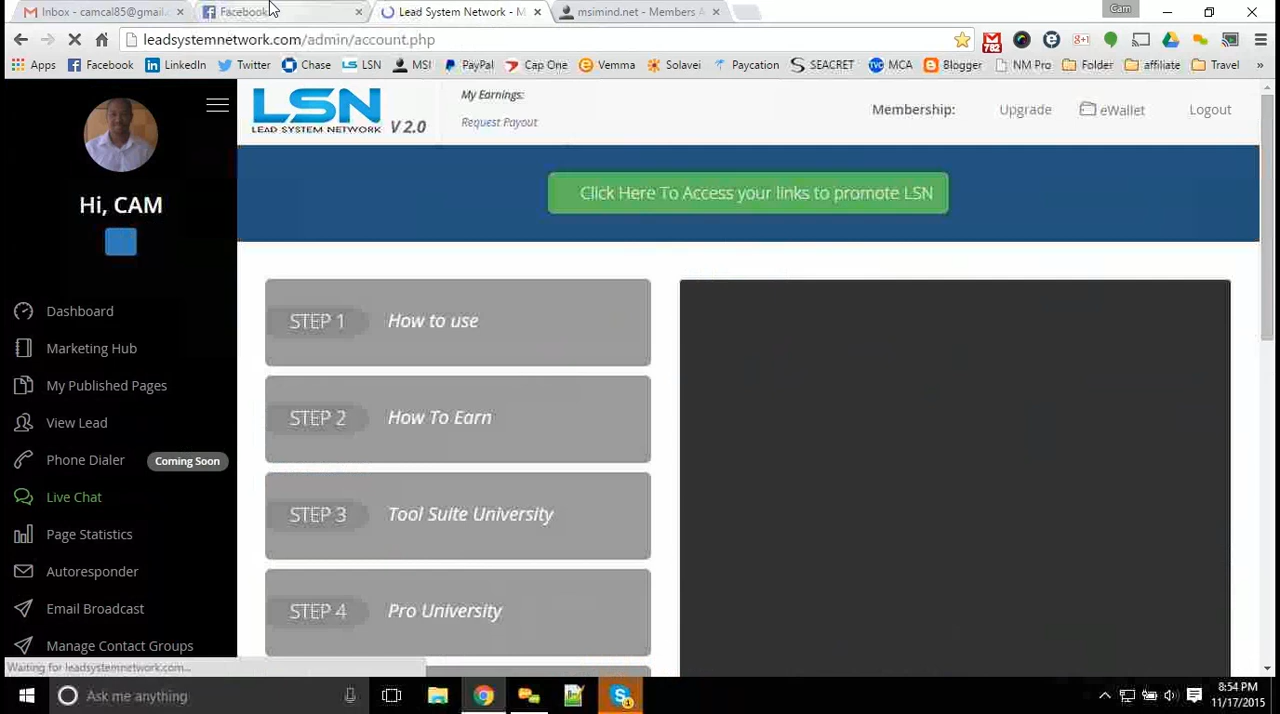 Inbox - camcal85@gmail.
Facebook
Lead System Network - M
msimind.net - Members A
Cam
leadsystemnetwork.com/admin/account.php
782
Apps Facebook LinkedIn Twitter Chase LSN MSI PayPal Cap One Vemma Solavei Paycation SEACRET MCA Blogger NM Pro Folder affiliate Travel »
LSN
LEAD SYSTEM NETWORK
V 2.0
My Earnings:
Request Payout
Membership:
Upgrade
eWallet
Logout
Click Here To Access your links to promote LSN
Hi, CAM
Dashboard
Marketing Hub
My Published Pages
View Lead
Phone Dialer
Coming Soon
Live Chat
Page Statistics
Autoresponder
Email Broadcast
Manage Contact Groups
STEP 1 How to use
STEP 2 How To Earn
STEP 3 Tool Suite University
STEP 4 Pro University
Waiting for leadsystemnetwork.com...
Ask me anything
8:54 PM
11/17/2015